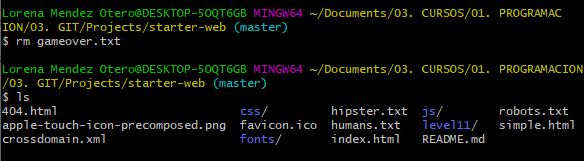 Lorena Mendez Otero@DESKTOP-5OQT6GB MINGW64 ~/Documents/03. CURSOS/01. PROGRAMAC
ION/03. GIT/Projects/starter-web (master)
$ rm gameover.txt
Lorena Mendez Otero@DESKTOP-5OQT6GB MINGW64 ~/Documents/03. CURSOS/01. PROGRAMACION
/03. GIT/Projects/starter-web (master)
$ ls
404.html css/ hipster.txt js/ robots.txt
apple-touch-icon-precomposed.png favicon.ico humans.txt level11/ simple.html
crossdomain.xml fonts/ index.html README.md